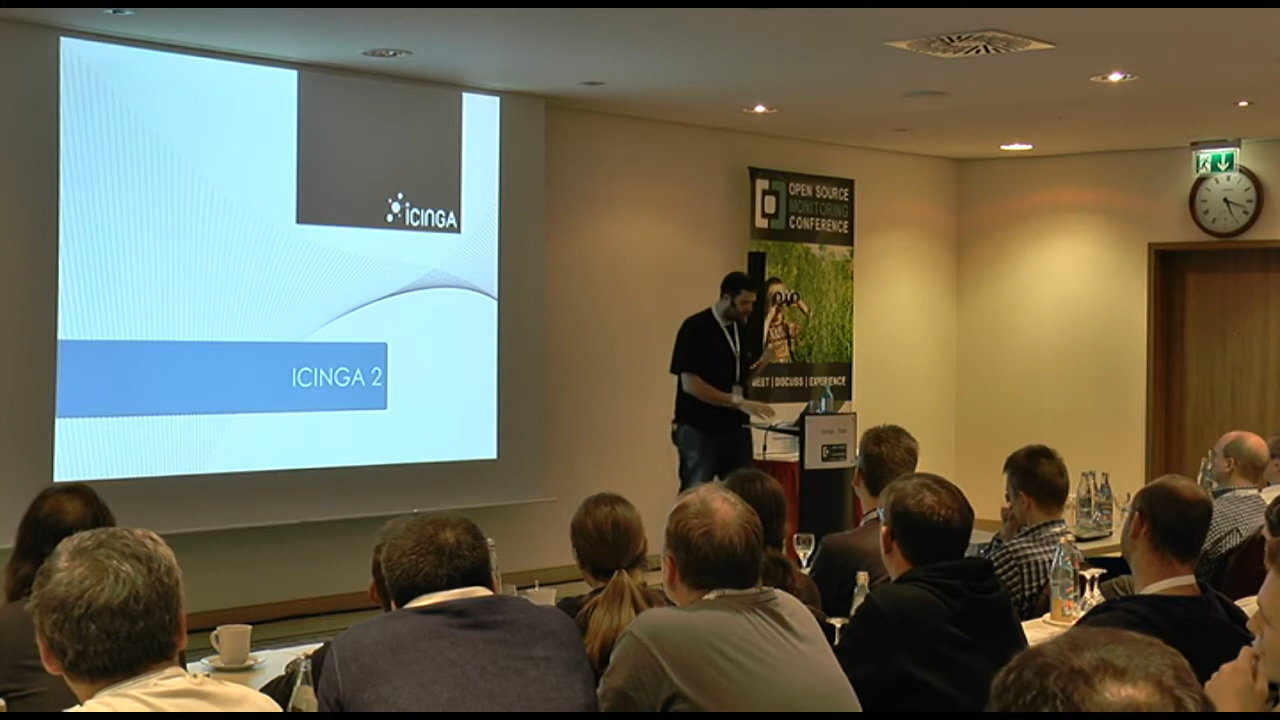 icinga
ICINGA 2
OPEN SOURCE
MONITORING
CONFERENCE
MEET | DISCUSS | EXPERIENCE